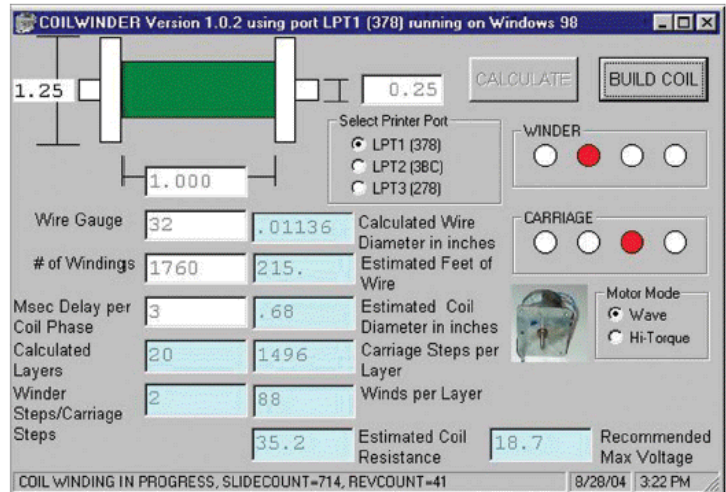 COILWINDER Version 1.0.2 using port LPT1 (378) running on Windows 98
1.25
0.25
CALCULATE
BUILD COIL
Select Printer Port
LPT1 (378)
LPT2 (3BC)
LPT3 (278)
WINDER
1.000
Wire Gauge
32
.01136
Calculated Wire
Diameter in inches
CARRIAGE
# of Windings
1760
215.
Estimated Feet of
Wire
Msec Delay per
Coil Phase
3
.68
Estimated Coil
Diameter in inches
Motor Mode
Wave
Hi-Torque
Calculated
Layers
20
1496
Carriage Steps per
Layer
Winder
Steps/Carriage
Steps
2
88
Winds per Layer
35.2
Estimated Coil
Resistance
18.7
Recommended
Max Voltage
COIL WINDING IN PROGRESS, SLIDECOUNT=714, REVCOUNT=41
8/28/04
3:22 PM